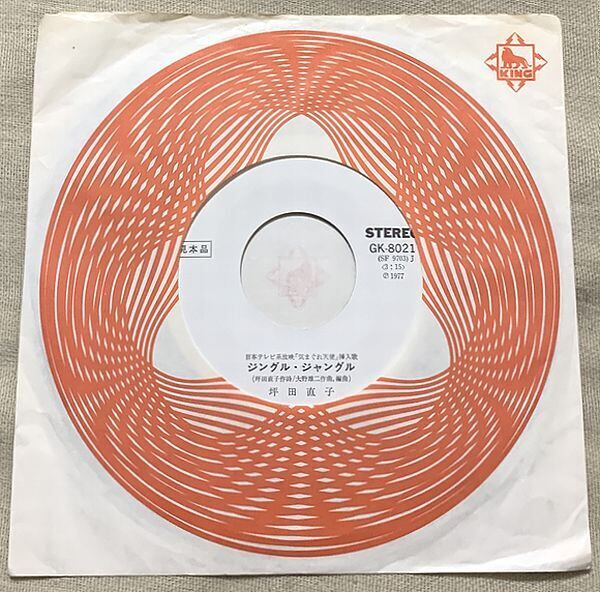 KING
STEREO
見本品
GK-8021
(SF 9703) J
(3:15)
Ⓟ1977
日本テレビ系放映「気まぐれ天使」挿入歌
ジングル・ジャングル
(坪田直子作詩/大野雄二作曲,編曲)
坪田直子